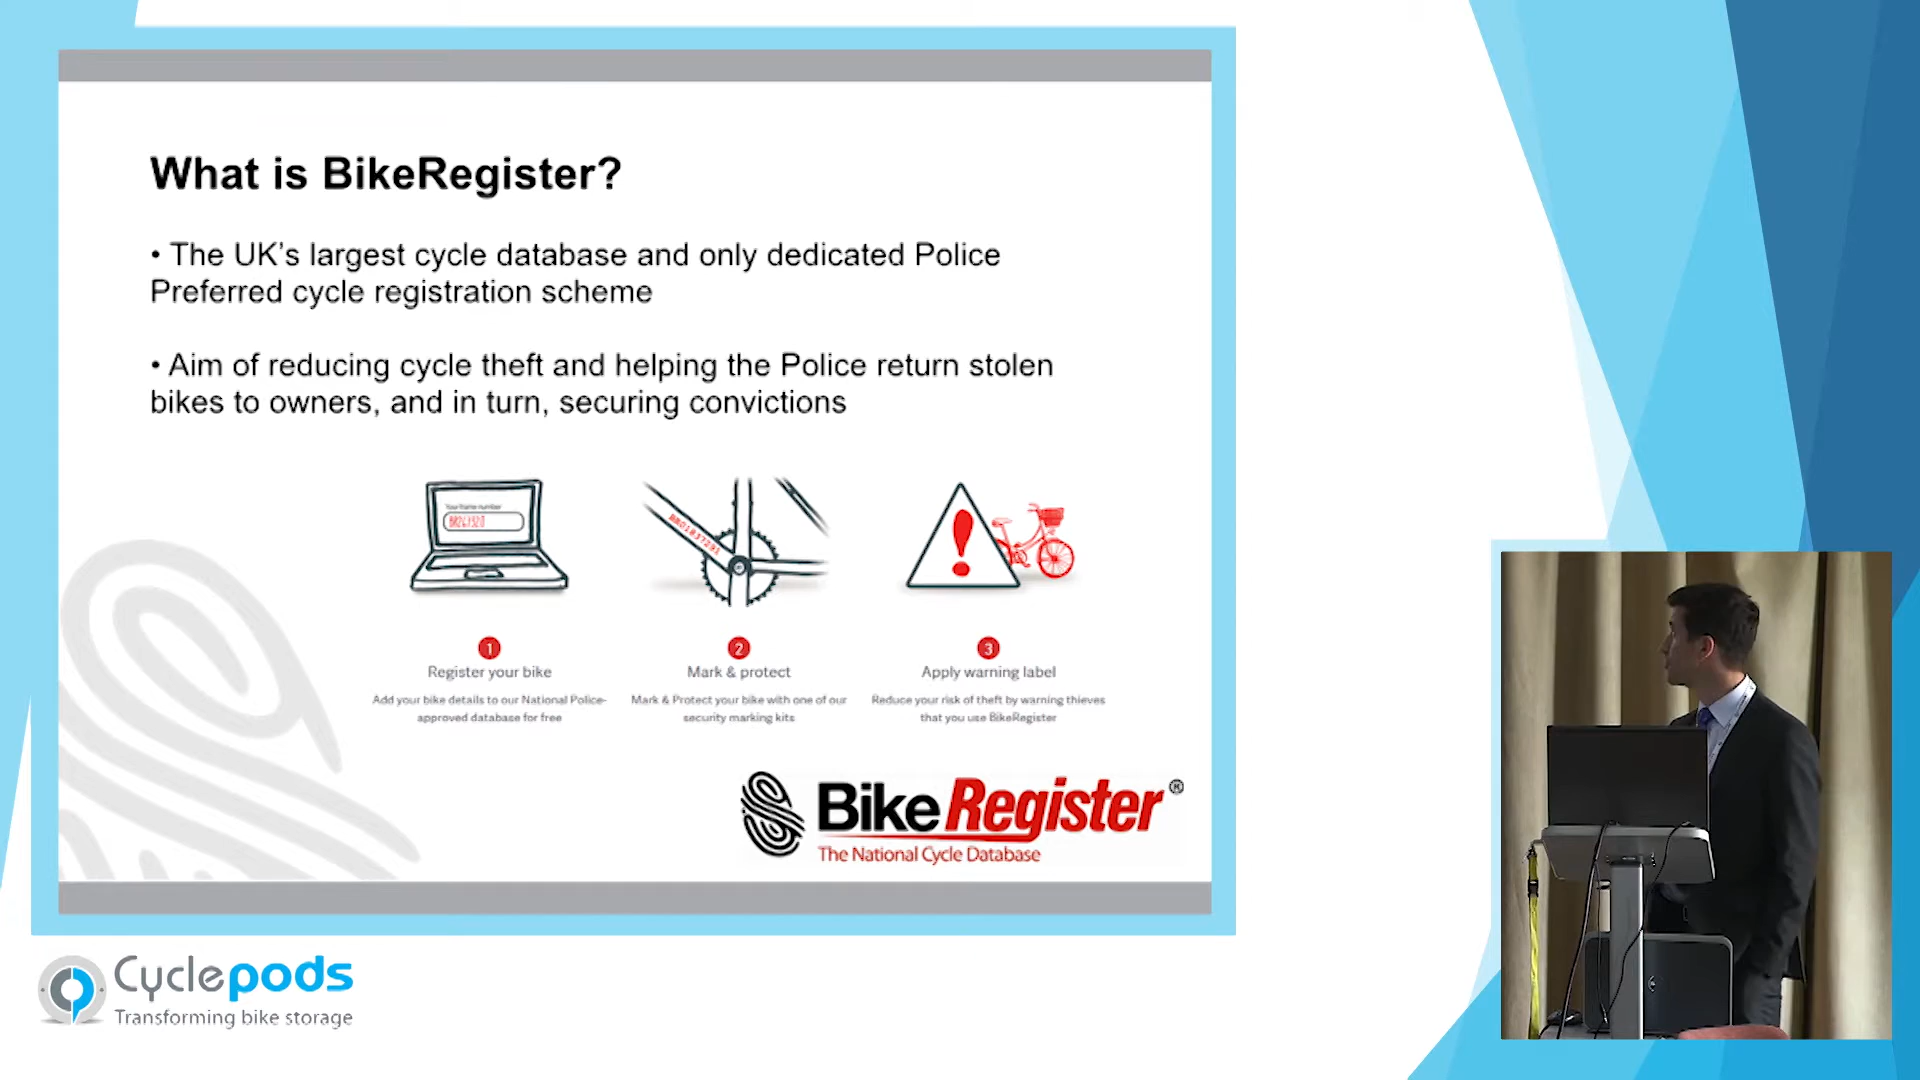 What is BikeRegister?
• The UK’s largest cycle database and only dedicated Police
Preferred cycle registration scheme
• Aim of reducing cycle theft and helping the Police return stolen
bikes to owners, and in turn, securing convictions
Your frame number
BR01837291
1
Register your bike
Add your bike details to our National Police-
approved database for free
2
Mark & protect
Mark & Protect your bike with one of our
security marking kits
3
Apply warning label
Reduce your risk of theft by warning thieves
that you use BikeRegister
BikeRegister®
The National Cycle Database
Cyclepods
Transforming bike storage